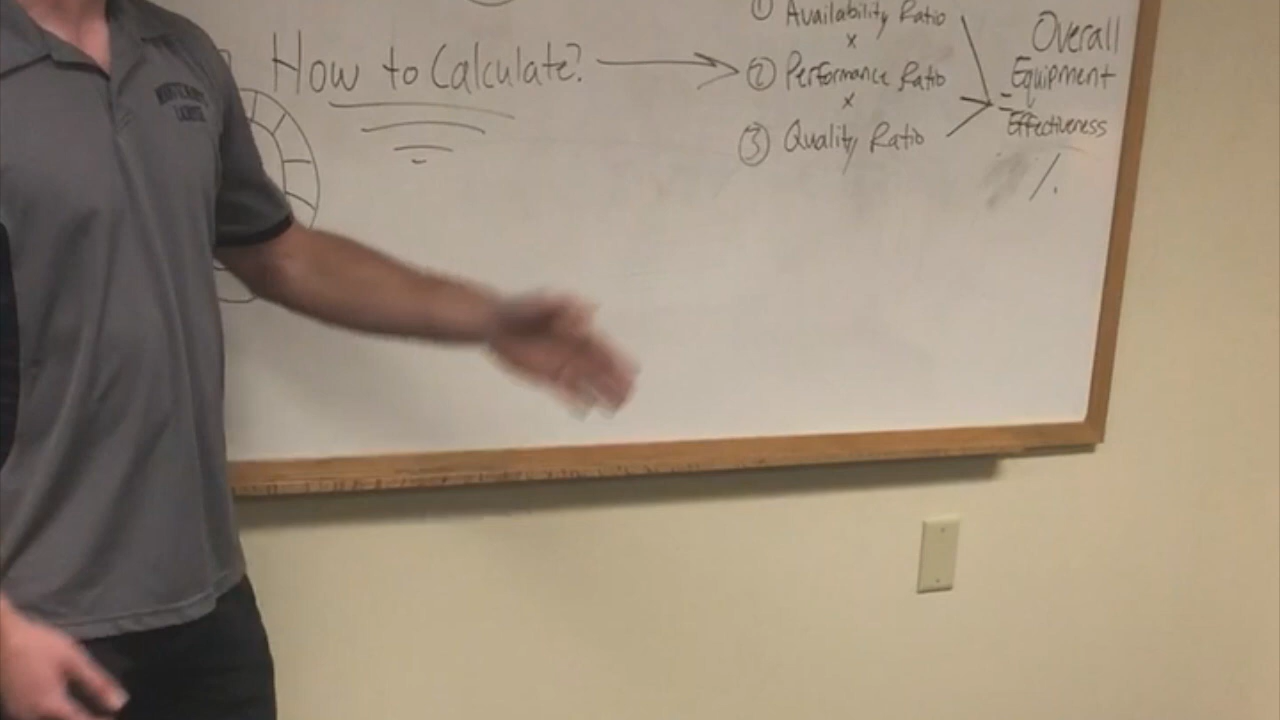 How to Calculate?
① Availability Ratio
x
② Performance Ratio
x
③ Quality Ratio
=
Overall
Equipment
Effectiveness
%